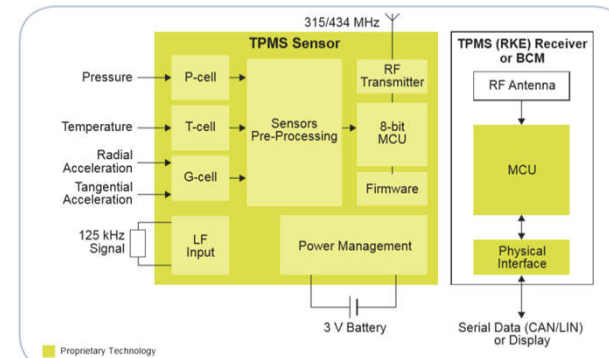 315/434 MHz
TPMS Sensor
Pressure
P-cell
Temperature
T-cell
Radial
Acceleration
Tangential
Acceleration
G-cell
Sensors
Pre-Processing
RF
Transmitter
8-bit
MCU
Firmware
125 kHz
Signal
LF
Input
Power Management
3 V Battery
TPMS (RKE) Receiver
or BCM
RF Antenna
MCU
Physical
Interface
Serial Data (CAN/LIN)
or Display
Proprietary Technology